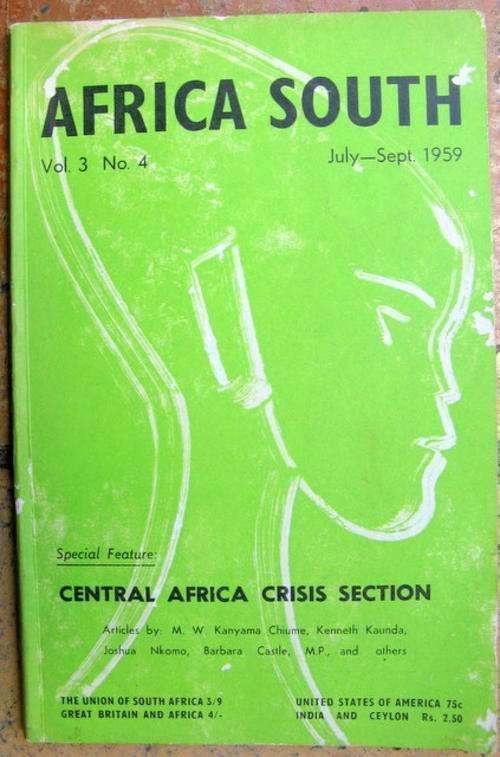 AFRICA SOUTH
Vol. 3 No. 4
July—Sept. 1959
Special Feature:
CENTRAL AFRICA CRISIS SECTION
Articles by: M. W. Kanyama Chiume, Kenneth Kaunda,
Joshua Nkomo, Barbara Castle, M.P., and others
THE UNION OF SOUTH AFRICA 3/9
GREAT BRITAIN AND AFRICA 4/-
UNITED STATES OF AMERICA 75c
INDIA AND CEYLON Rs. 2.50